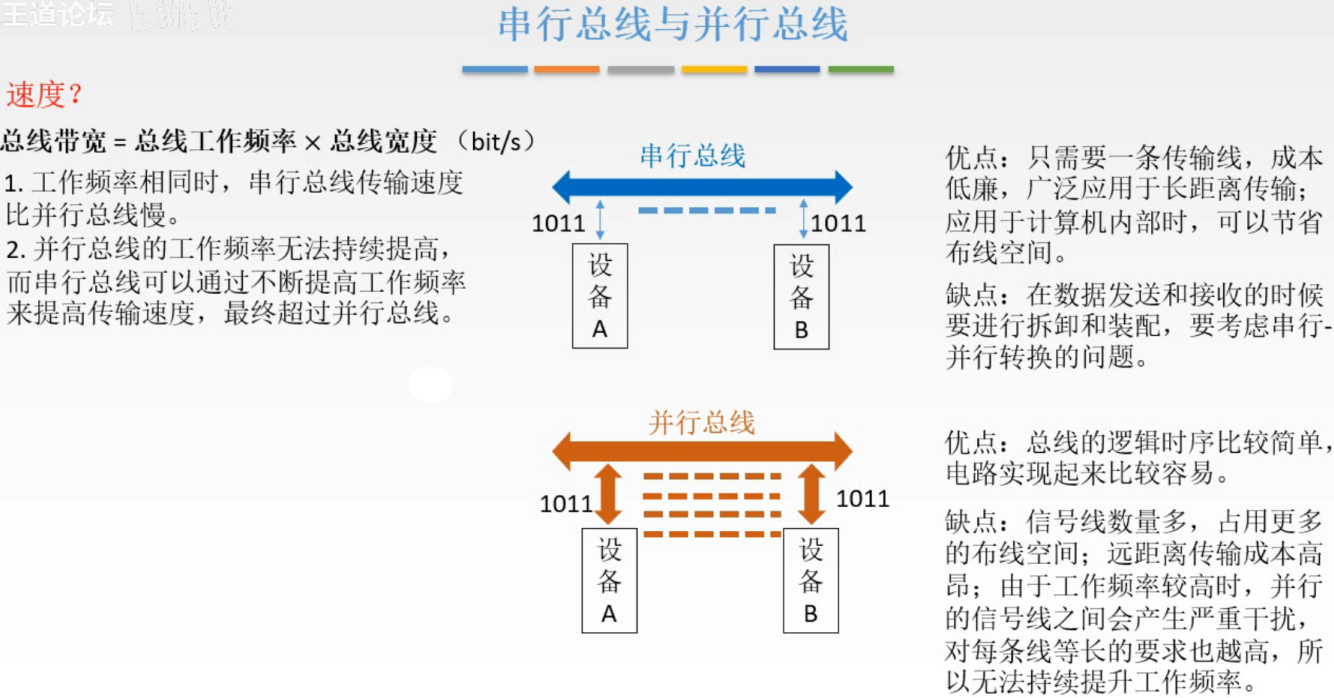 王道论坛
串行总线与并行总线
速度？
总线带宽 = 总线工作频率 × 总线宽度 （bit/s）
1. 工作频率相同时，串行总线传输速度
比并行总线慢。
2. 并行总线的工作频率无法持续提高，
而串行总线可以通过不断提高工作频率
来提高传输速度，最终超过并行总线。
串行总线
1011
1011
设
备
A
设
备
B
优点：只需要一条传输线，成本
低廉，广泛应用于长距离传输；
应用于计算机内部时，可以节省
布线空间。
缺点：在数据发送和接收的时候
要进行拆卸和装配，要考虑串行-
并行转换的问题。
并行总线
1011
1011
设
备
A
设
备
B
优点：总线的逻辑时序比较简单，
电路实现起来比较容易。
缺点：信号线数量多，占用更多
的布线空间；远距离传输成本高
昂；由于工作频率较高时，并行
的信号线之间会产生严重干扰，
对每条线等长的要求也越高，所
以无法持续提升工作频率。